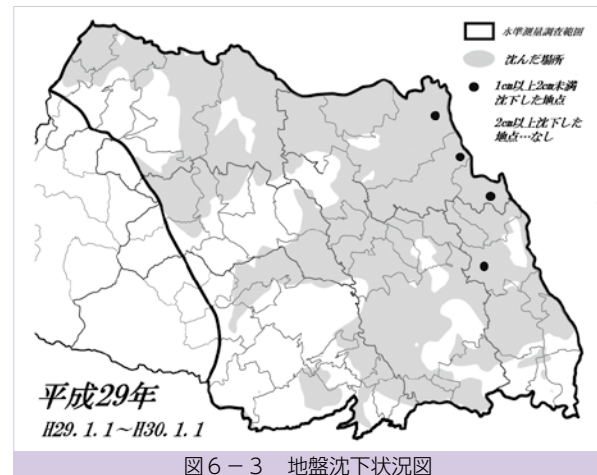 水準測量調査範囲
沈んだ場所
1cm以上2cm未満
沈下した地点
2cm以上沈下した
地点…なし
平成29年
H29.1.1～H30.1.1
図6－3 地盤沈下状況図